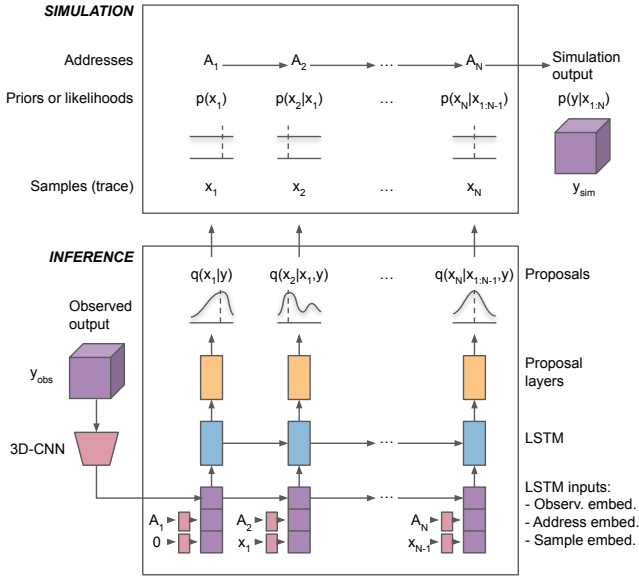 SIMULATION
Addresses
A1
A2
...
AN
Simulation
output
Priors or likelihoods
p(x1)
p(x2|x1)
...
p(xN|x1:N-1)
p(y|x1:N)
Samples (trace)
x1
x2
...
xN
ysim
INFERENCE
q(x1|y)
q(x2|x1,y)
...
q(xN|x1:N-1,y)
Proposals
Observed
output
yobs
Proposal
layers
3D-CNN
...
LSTM
...
LSTM inputs:
- Observ. embed.
- Address embed.
- Sample embed.
A1
A2
AN
0
x1
xN-1